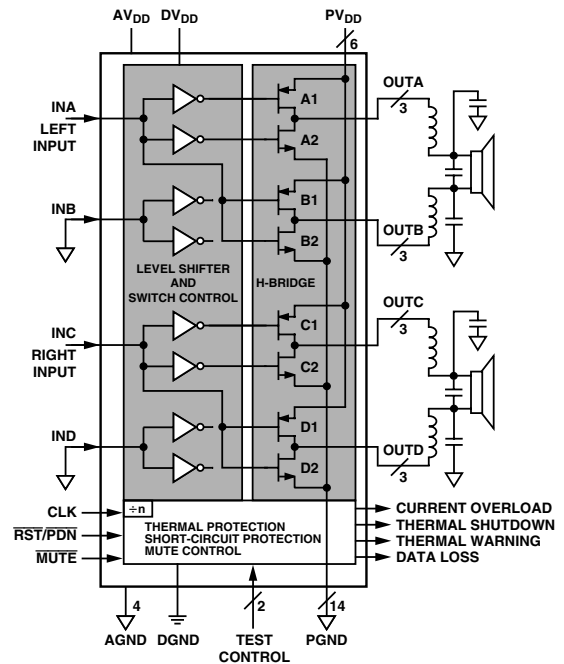 AVDD DVDD PVDD
6
INA
LEFT
INPUT
A1
A2
OUTA
3
INB
B1
B2
OUTB
3
LEVEL SHIFTER
AND
SWITCH CONTROL
H-BRIDGE
INC
RIGHT
INPUT
C1
C2
OUTC
3
IND
D1
D2
OUTD
3
CLK
RST/PDN
MUTE
÷n
THERMAL PROTECTION
SHORT-CIRCUIT PROTECTION
MUTE CONTROL
CURRENT OVERLOAD
THERMAL SHUTDOWN
THERMAL WARNING
DATA LOSS
4 2 14
AGND DGND TEST
CONTROL PGND